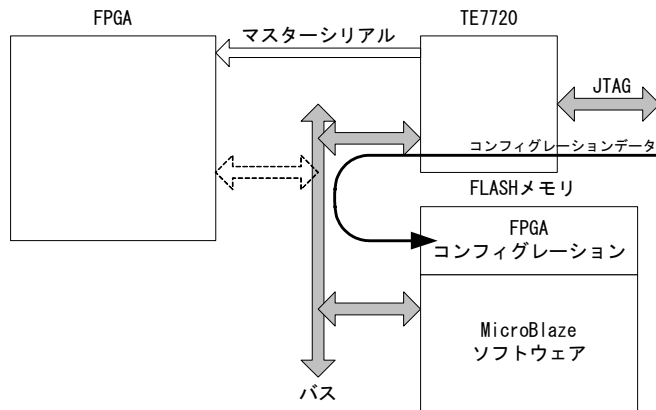 FPGA
TE7720
マスターシリアル
JTAG
コンフィグレーションデータ
FLASHメモリ
FPGA
コンフィグレーション
MicroBlaze
ソフトウェア
バス